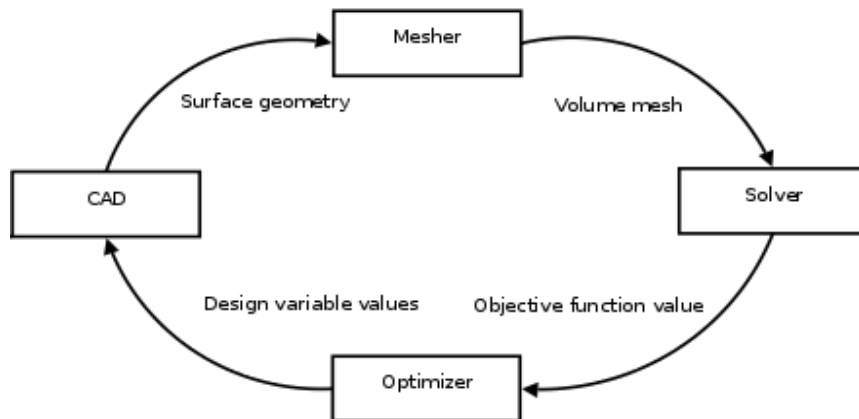 Mesher
Surface geometry
Volume mesh
CAD
Solver
Design variable values
Objective function value
Optimizer